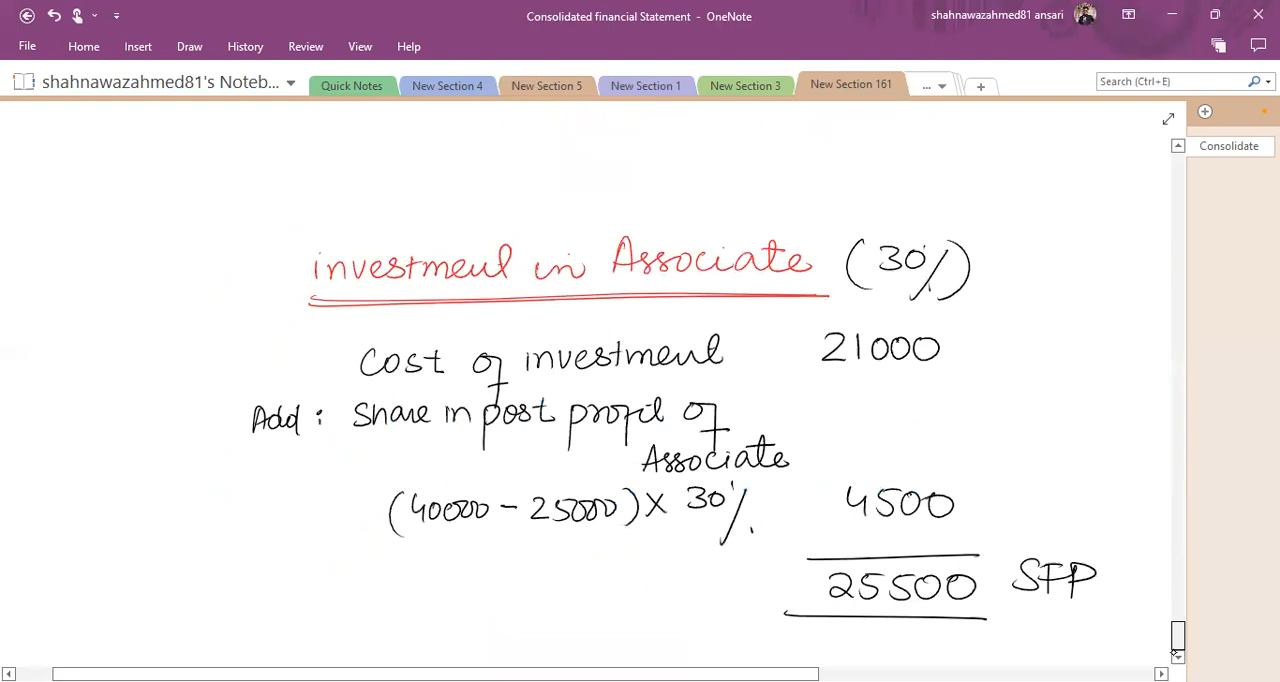 Consolidated financial Statement - OneNote
shahnawazahmed81 ansari
File Home Insert Draw History Review View Help
shahnawazahmed81's Noteb... Quick Notes New Section 4 New Section 5 New Section 1 New Section 3 New Section 161 ... Search (Ctrl+E)
Consolidate
investment in Associate (30%)
Cost of investment 21000
Add: Share in post profit of
Associate
(40000 - 25000) X 30% 4500
25500 SFP